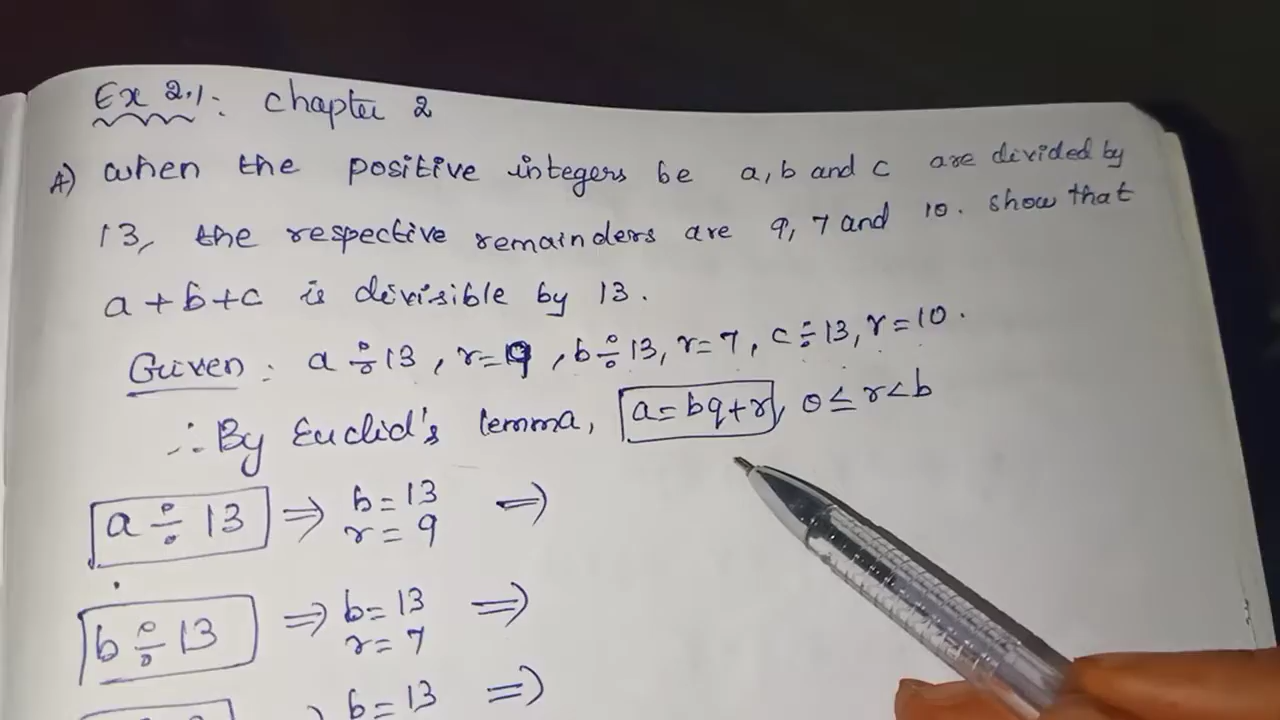 Ex 2.1: Chapter 2
A) when the positive integers be a, b and c are divided by
13, the respective remainders are 9, 7 and 10. show that
a+b+c is divisible by 13.
Given: a ÷ 13, r=9, b ÷ 13, r=7, c ÷ 13, r=10.
∴ By Euclid's lemma, a=bq+r, 0≤r<b
a ÷ 13 ⇒ b=13 ⇒
r=9
b ÷ 13 ⇒ b=13 ⇒
r=7
b=13 ⇒